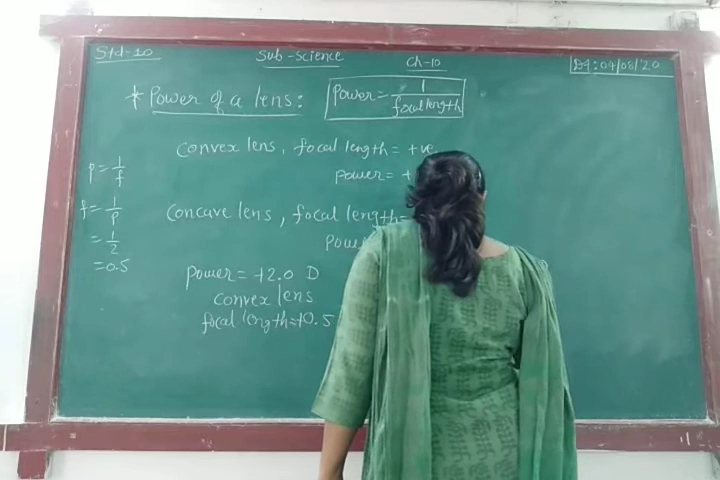 Std-10
Sub-Science
Ch-10
Dt:04/08/20
* Power of a lens:
Power = 1/focal length
convex lens, focal length = +ve
power = +
P = 1/f
f = 1/P
= 1/2
= 0.5
Concave lens, focal length =
Power
power = +2.0 D
convex lens
focal length = +0.5